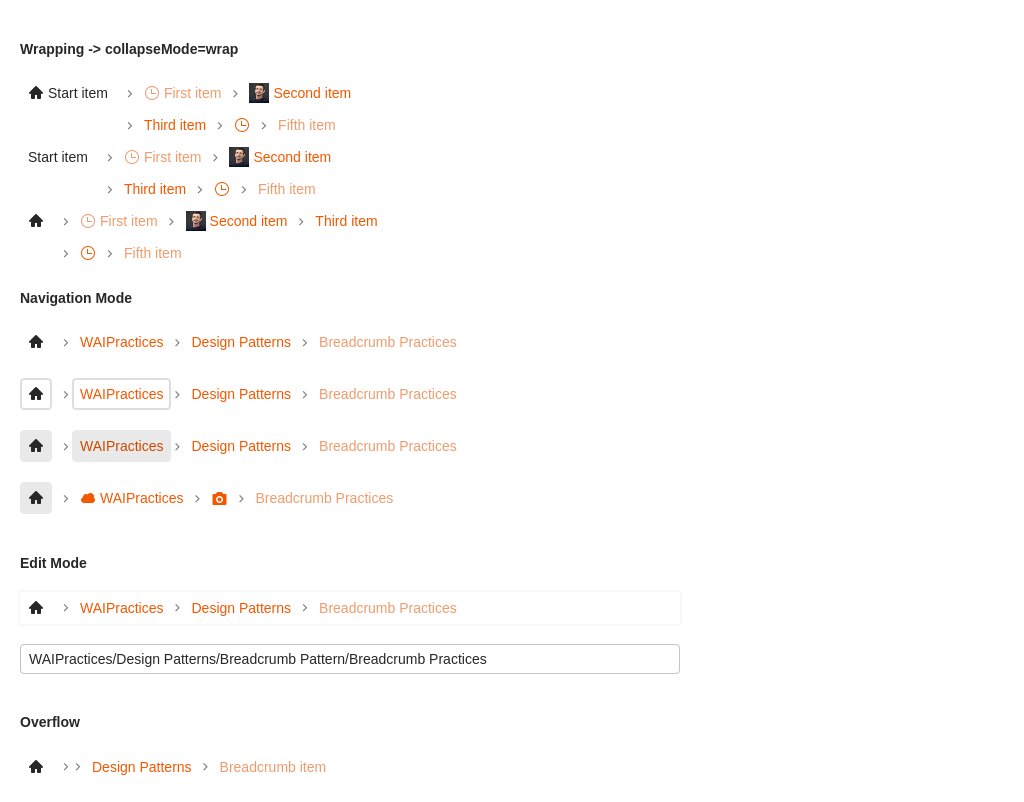 Wrapping -> collapseMode=wrap
Start item First item Second item
Third item Fifth item
Start item First item Second item
Third item Fifth item
First item Second item Third item
Fifth item
Navigation Mode
WAIPractices Design Patterns Breadcrumb Practices
WAIPractices Design Patterns Breadcrumb Practices
WAIPractices Design Patterns Breadcrumb Practices
WAIPractices Breadcrumb Practices
Edit Mode
WAIPractices Design Patterns Breadcrumb Practices
WAIPractices/Design Patterns/Breadcrumb Pattern/Breadcrumb Practices
Overflow
Design Patterns Breadcrumb item